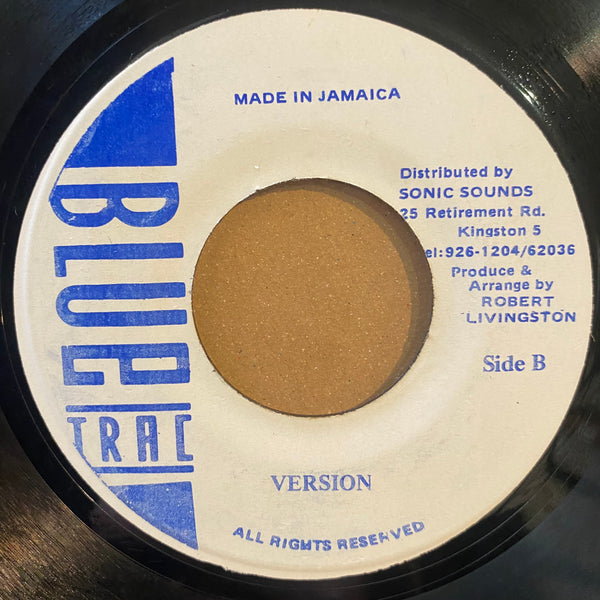 BLUE
TRAC
MADE IN JAMAICA
Distributed by
SONIC SOUNDS
25 Retirement Rd.
Kingston 5
el:926-1204/62036
Produce &
Arrange by
ROBERT
LIVINGSTON
Side B
VERSION
ALL RIGHTS RESERVED